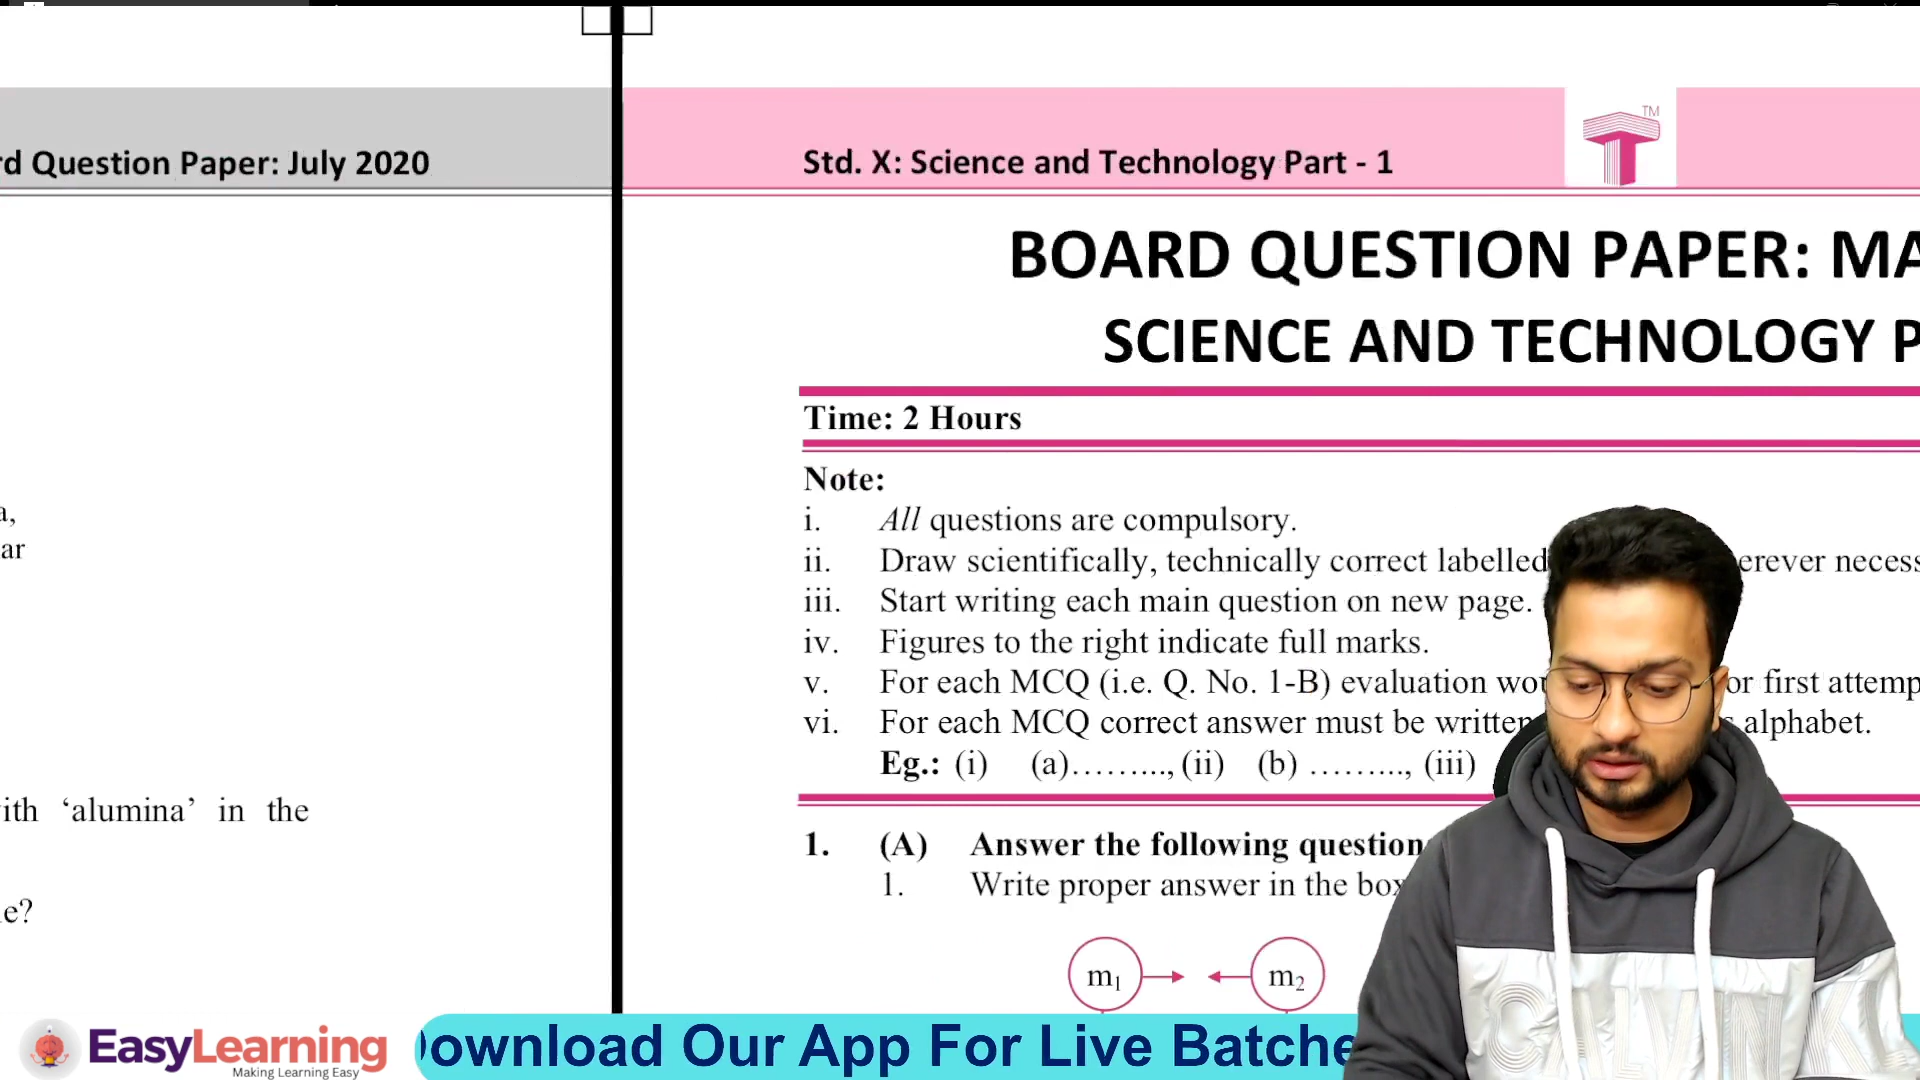 rd Question Paper: July 2020
a,
ar
ith ‘alumina’ in the
e?
Std. X: Science and Technology Part - 1
TM
BOARD QUESTION PAPER: MA
SCIENCE AND TECHNOLOGY P
Time: 2 Hours
Note:
i. All questions are compulsory.
ii. Draw scientifically, technically correct labelled erever necess
iii. Start writing each main question on new page.
iv. Figures to the right indicate full marks.
v. For each MCQ (i.e. Q. No. 1-B) evaluation wor or first attemp
vi. For each MCQ correct answer must be written alphabet.
Eg.: (i) (a)………., (ii) (b) ………., (iii)
1. (A) Answer the following question
1. Write proper answer in the box
m₁ m₂
EasyLearning
Making Learning Easy
Download Our App For Live Batche